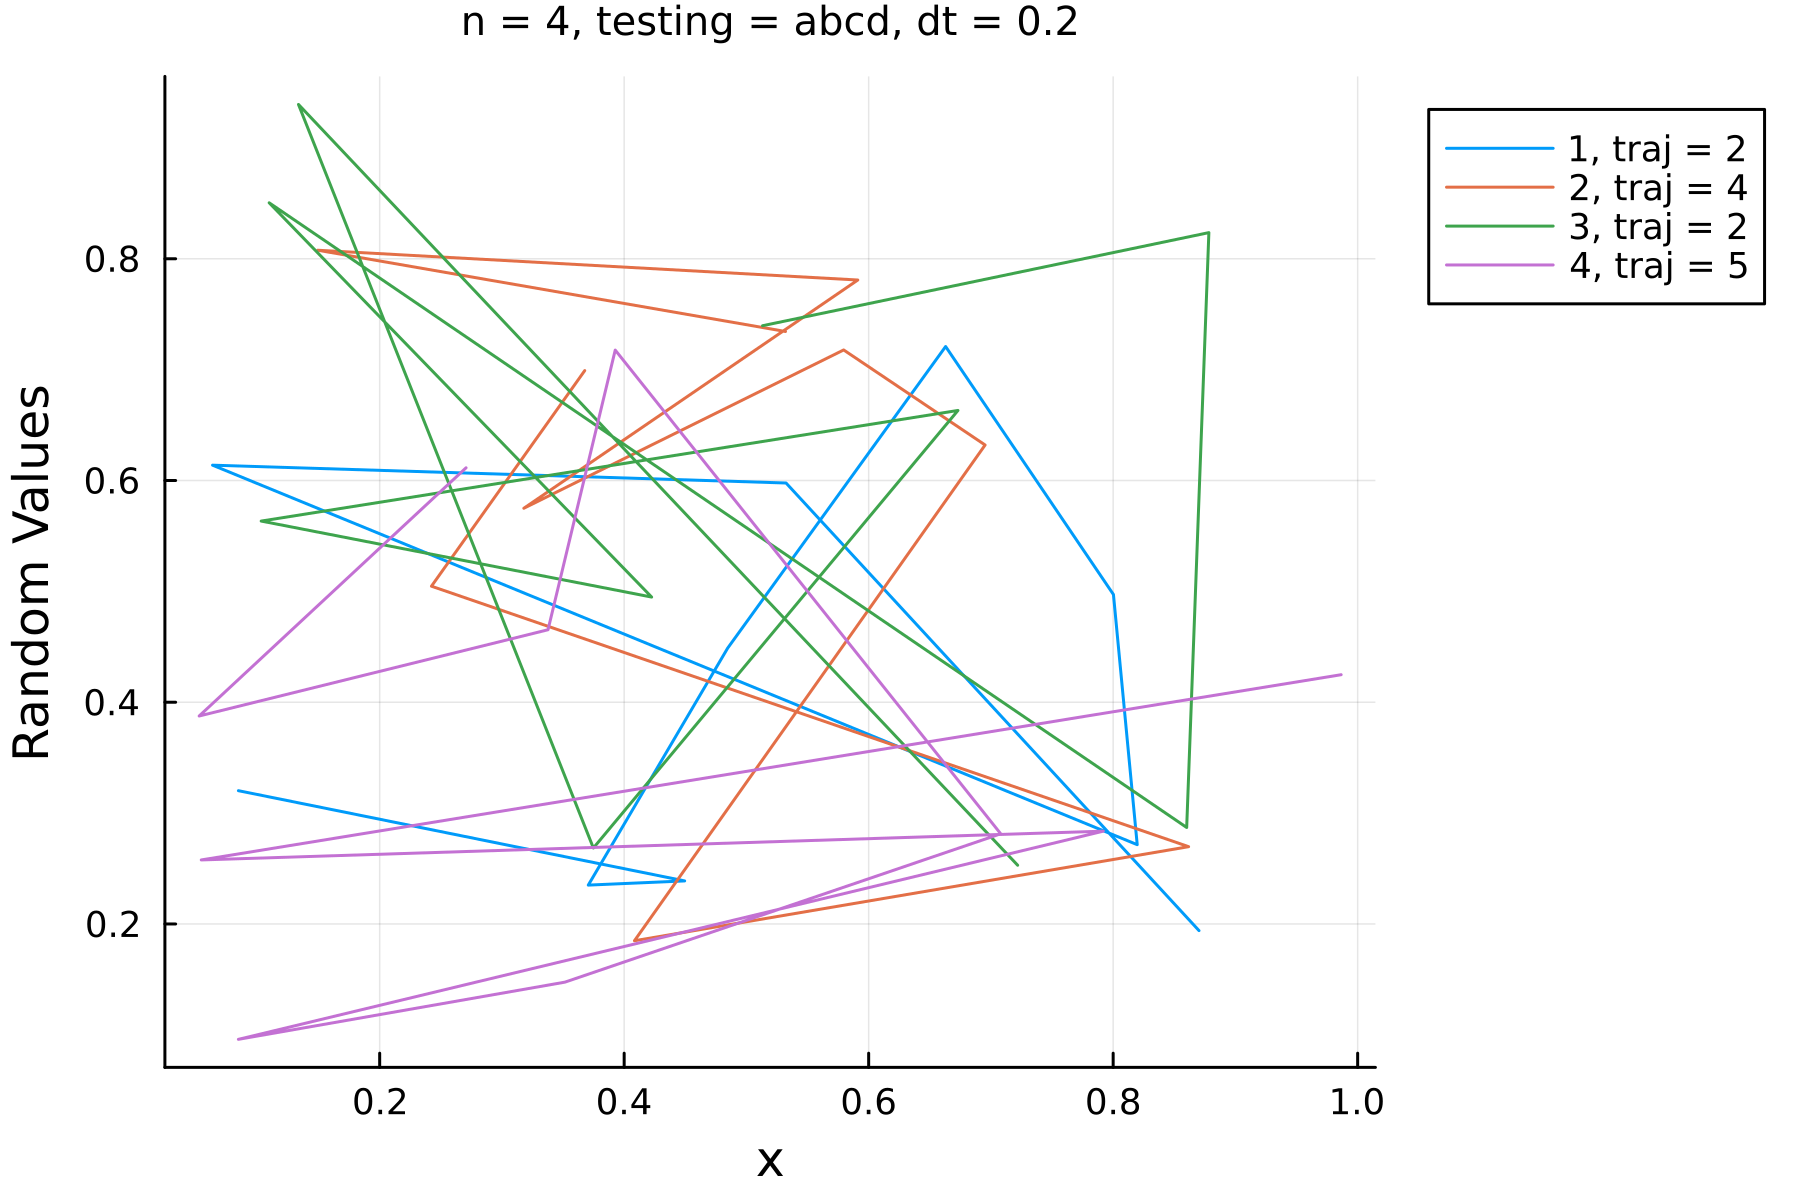 n = 4, testing = abcd, dt = 0.2
Random Values
0.8
0.6
0.4
0.2
0.2
0.4
0.6
0.8
1.0
x
1, traj = 2
2, traj = 4
3, traj = 2
4, traj = 5